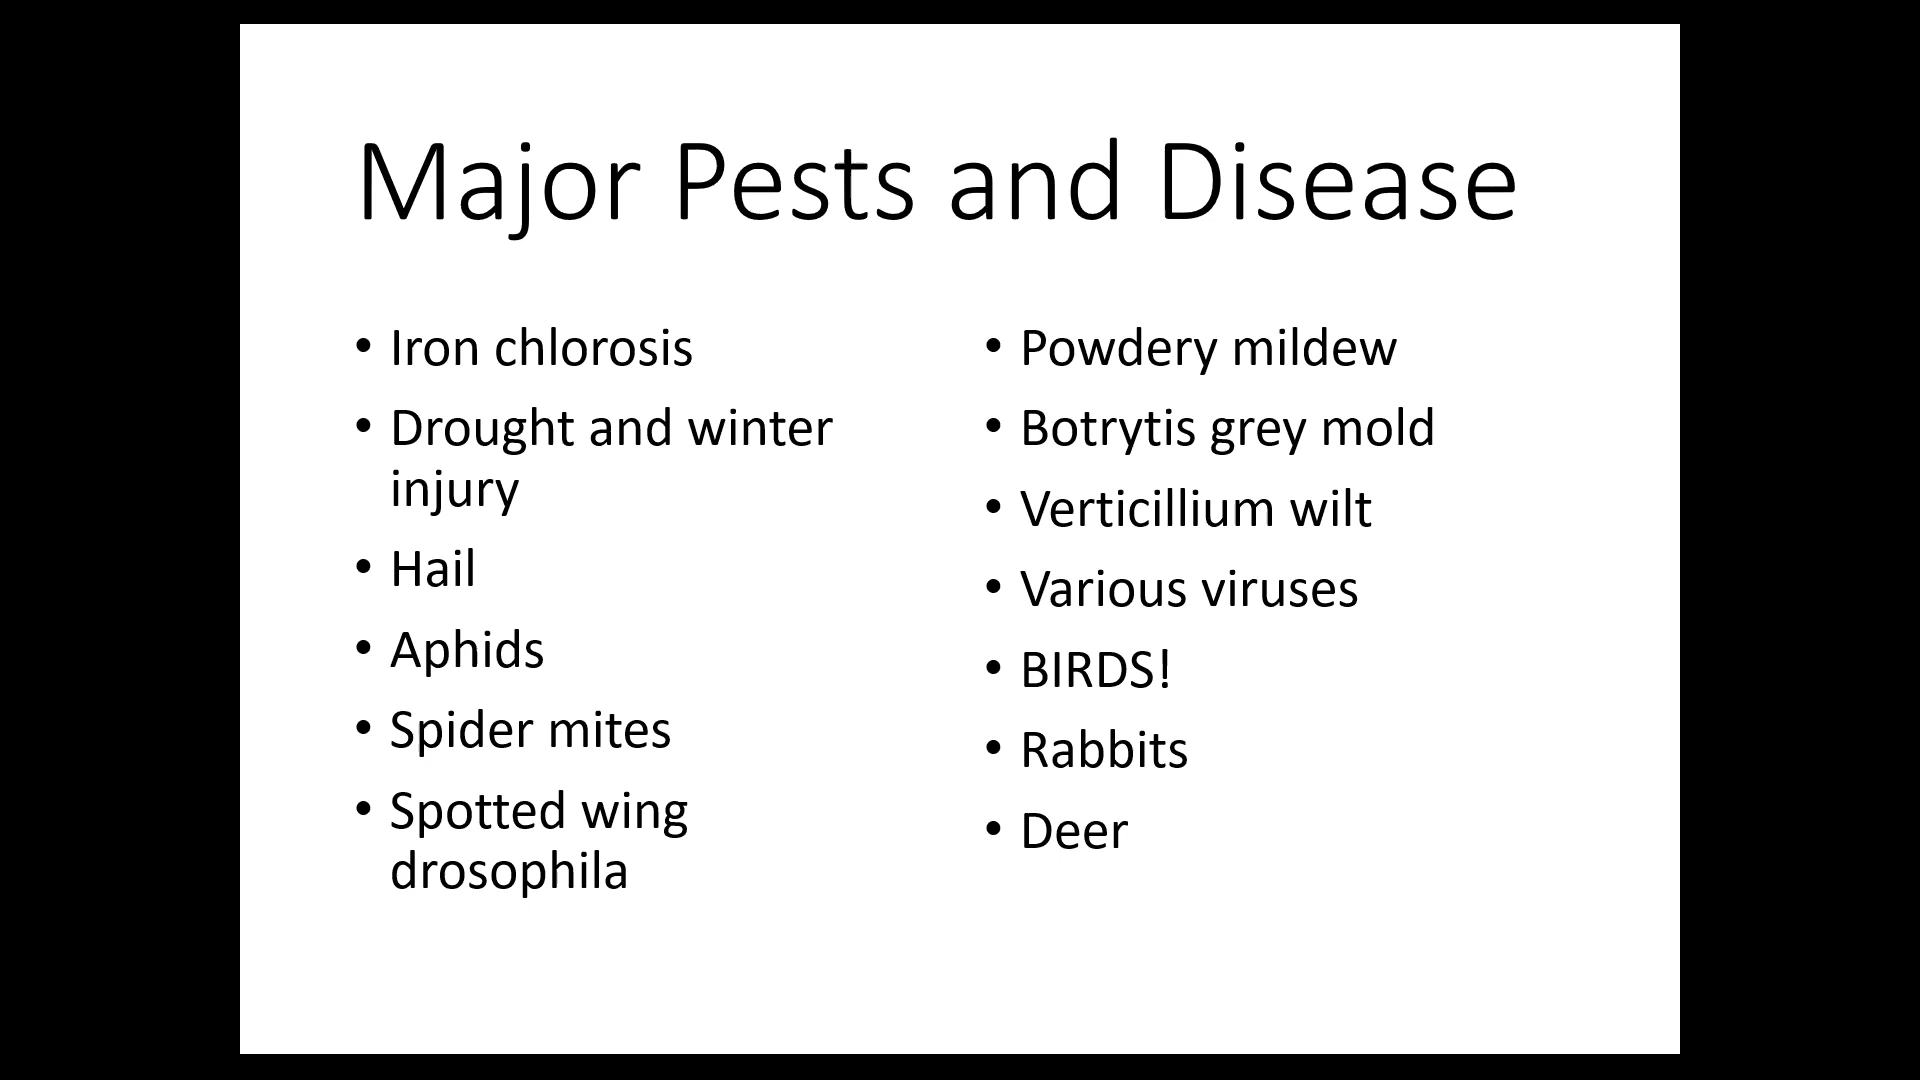 Major Pests and Disease
• Iron chlorosis
• Drought and winter
injury
• Hail
• Aphids
• Spider mites
• Spotted wing
drosophila
• Powdery mildew
• Botrytis grey mold
• Verticillium wilt
• Various viruses
• BIRDS!
• Rabbits
• Deer